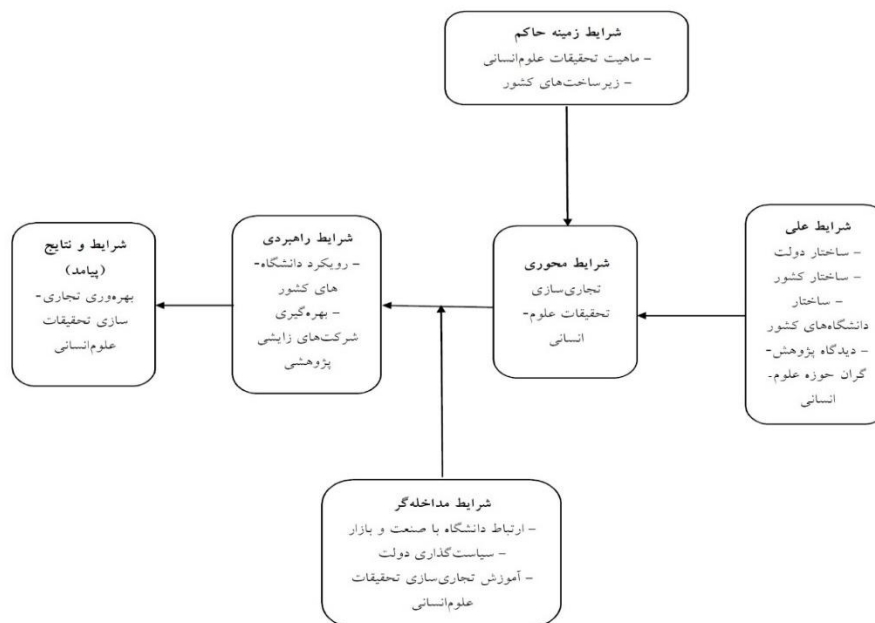 شرایط زمینه حاکم
- ماهیت تحقیقات علوم‌انسانی
- زیرساخت‌های کشور
شرایط علی
- ساختار دولت
- ساختار کشور
- ساختار
دانشگاه‌های کشور
- دیدگاه پژوهش-
گران حوزه علوم-
انسانی
شرایط محوری
تجاری‌سازی
تحقیقات علوم-
انسانی
شرایط راهبردی
- رویکرد دانشگاه-
های کشور
- بهره‌گیری
شرکت‌های زایشی
پژوهشی
شرایط و نتایج
(پیامد)
بهره‌وری تجاری-
سازی تحقیقات
علوم‌انسانی
شرایط مداخله‌گر
- ارتباط دانشگاه با صنعت و بازار
- سیاست‌گذاری دولت
- آموزش تجاری‌سازی تحقیقات
علوم‌انسانی